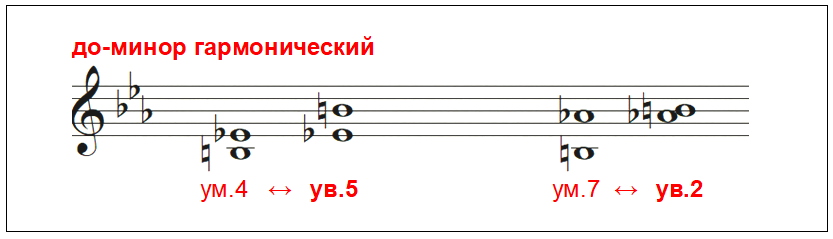 до-минор гармонический
ум.4 ↔ ув.5 ум.7 ↔ ув.2